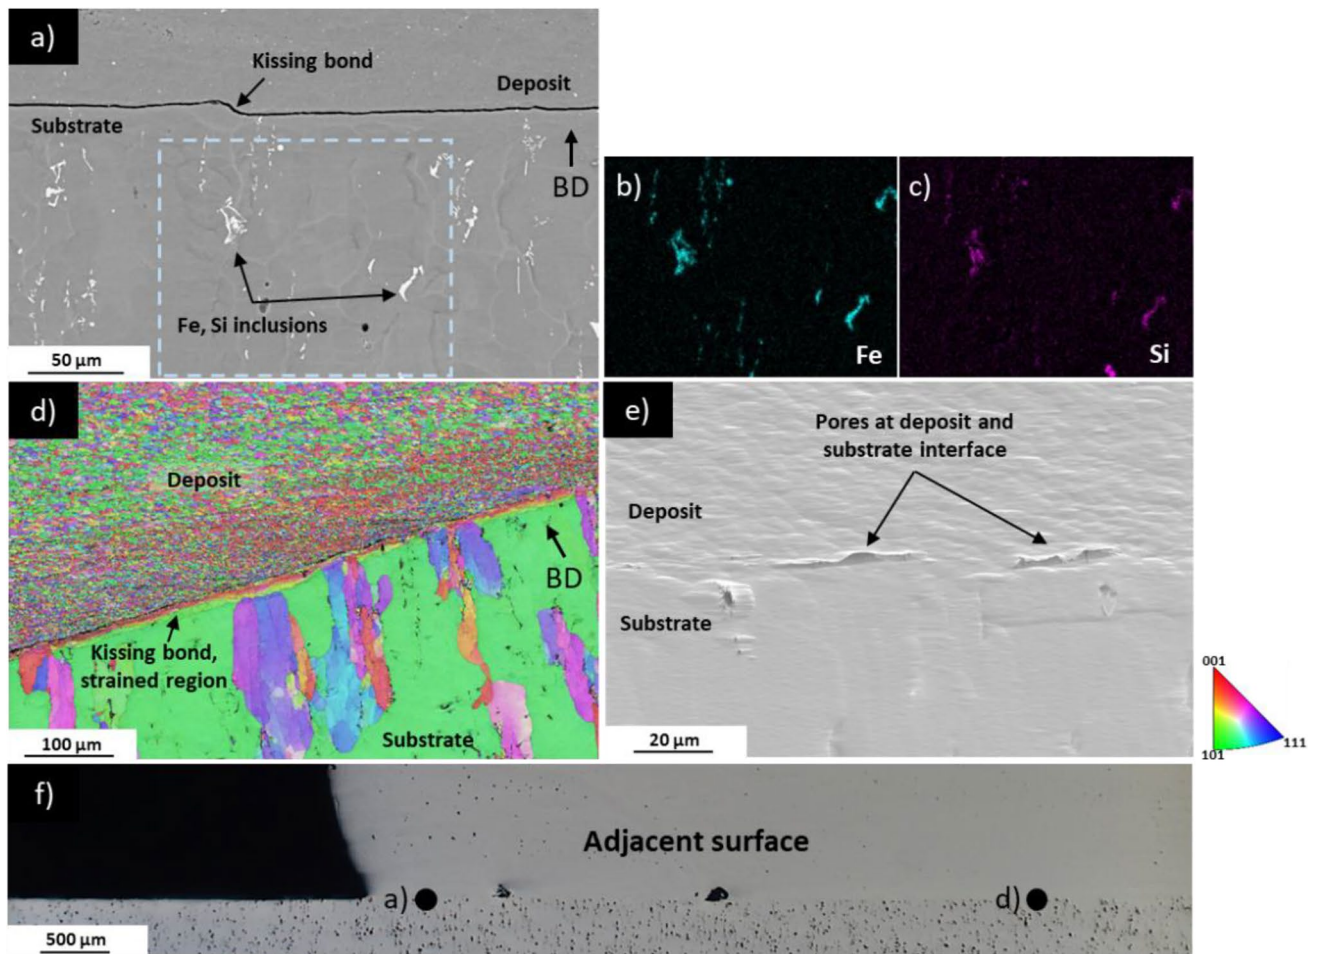 a)
Kissing bond
Deposit
Substrate
BD
Fe, Si inclusions
50 µm
b)
Fe
c)
Si
d)
Deposit
BD
Kissing bond,
strained region
Substrate
100 µm
e)
Pores at deposit and
substrate interface
Deposit
Substrate
20 µm
001
101
111
f)
Adjacent surface
a)
d)
500 µm